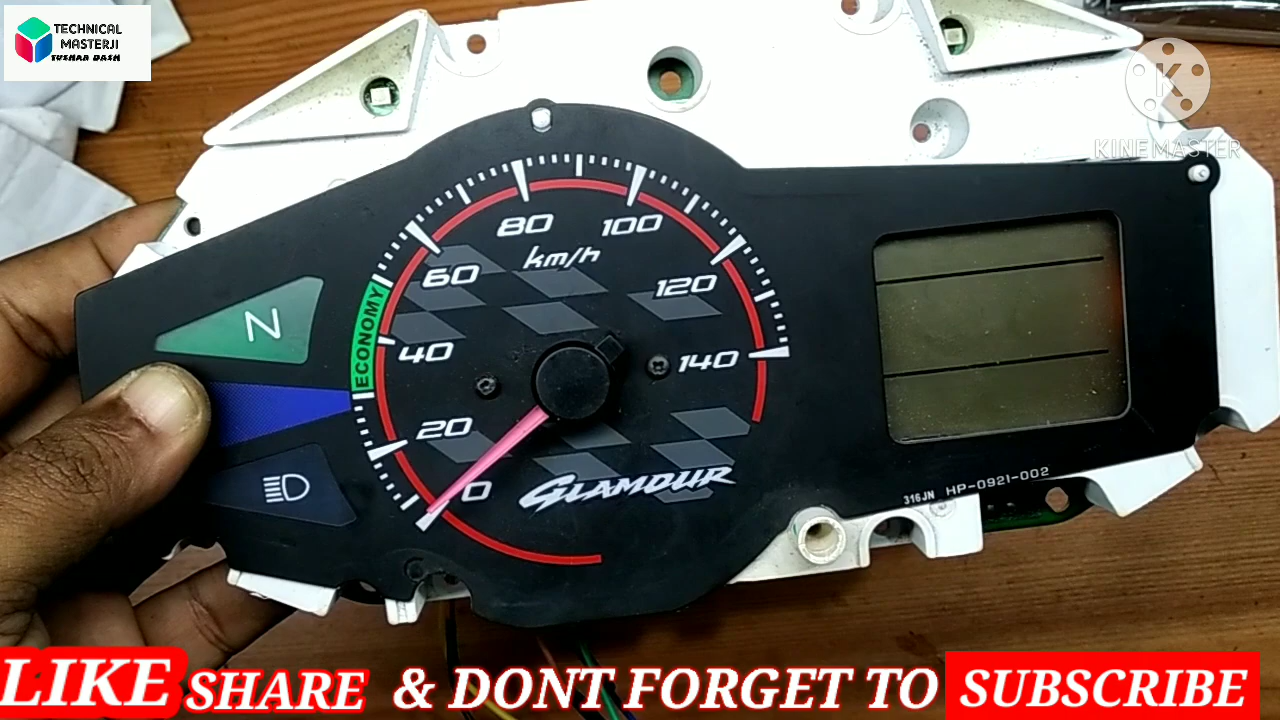 TECHNICAL
MASTERJI
TUSHAR DASH
K
KINEMASTER
80
100
km/h
60
120
N
ECONOMY
40
140
20
0
GLAMOUR
316JN HP-0921-002
LIKE SHARE & DONT FORGET TO SUBSCRIBE